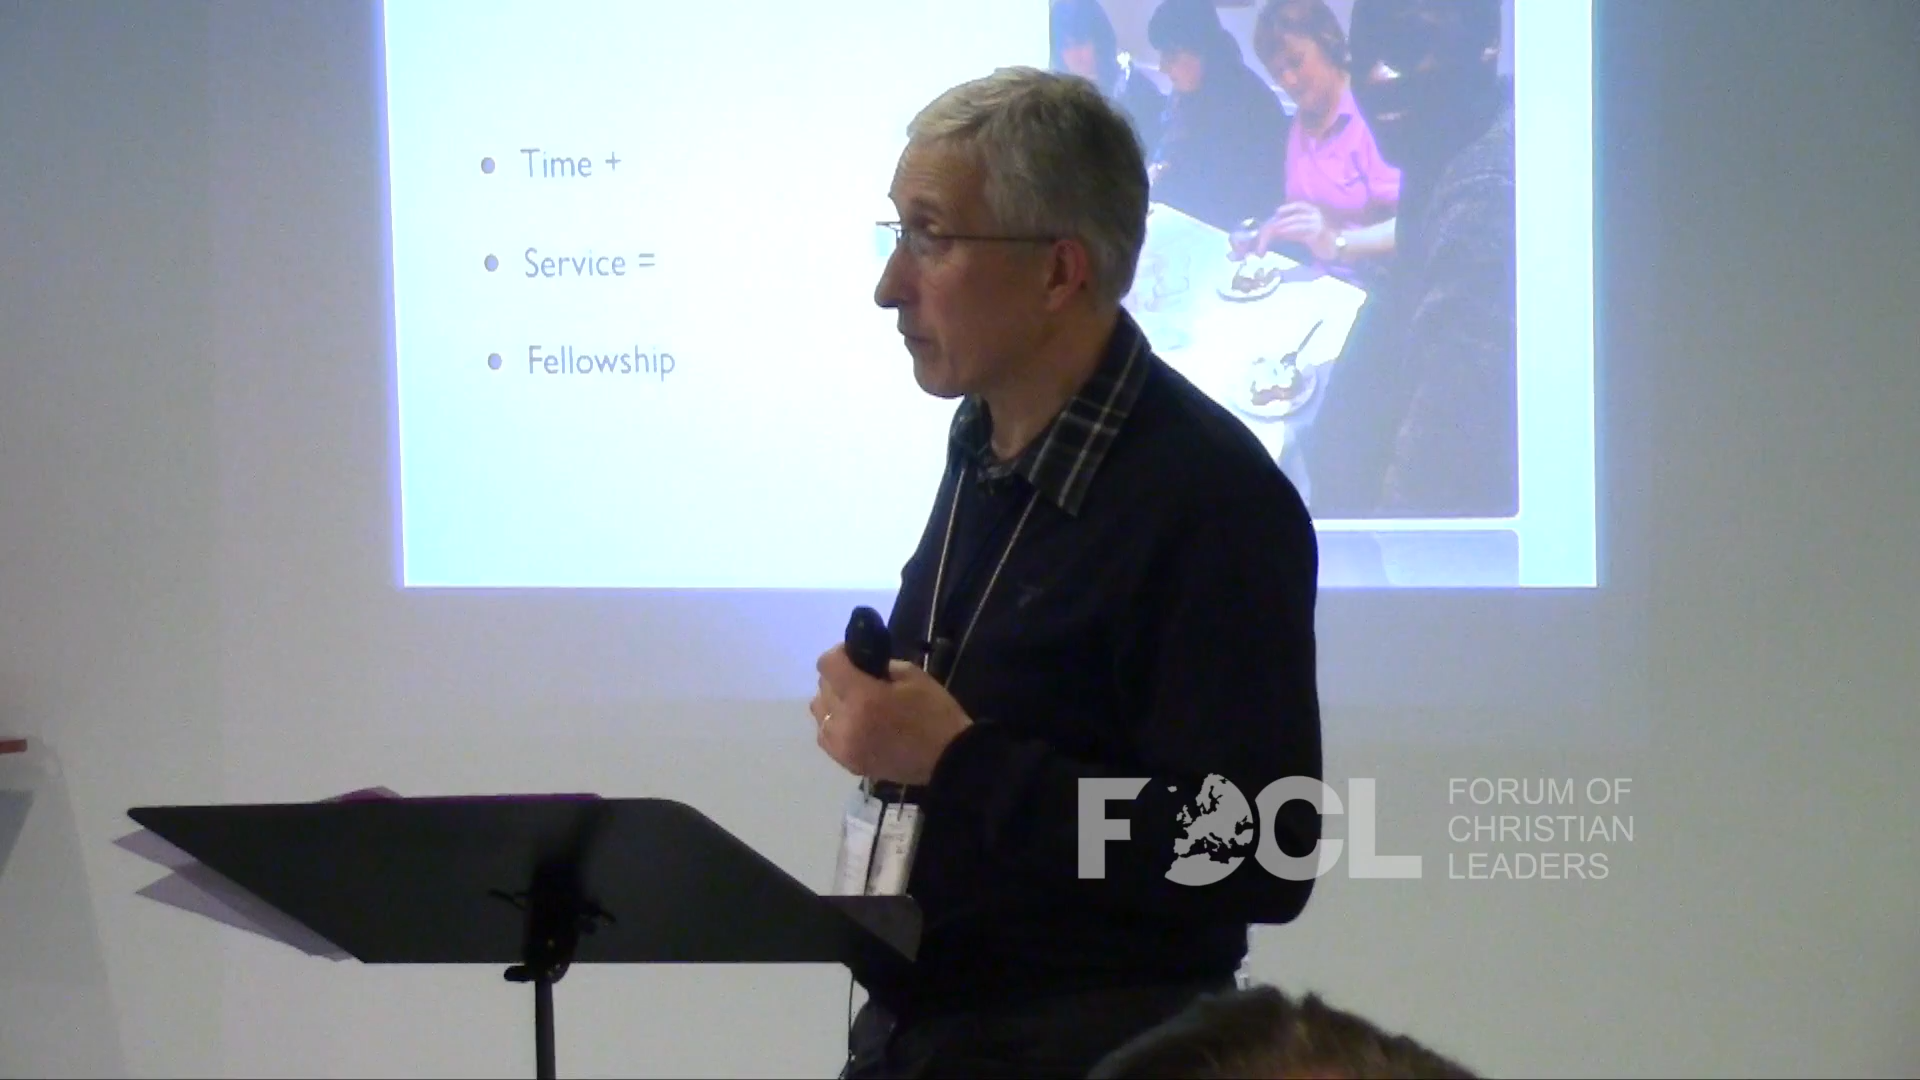 Time +
Service =
Fellowship
FOCL
FORUM OF
CHRISTIAN
LEADERS